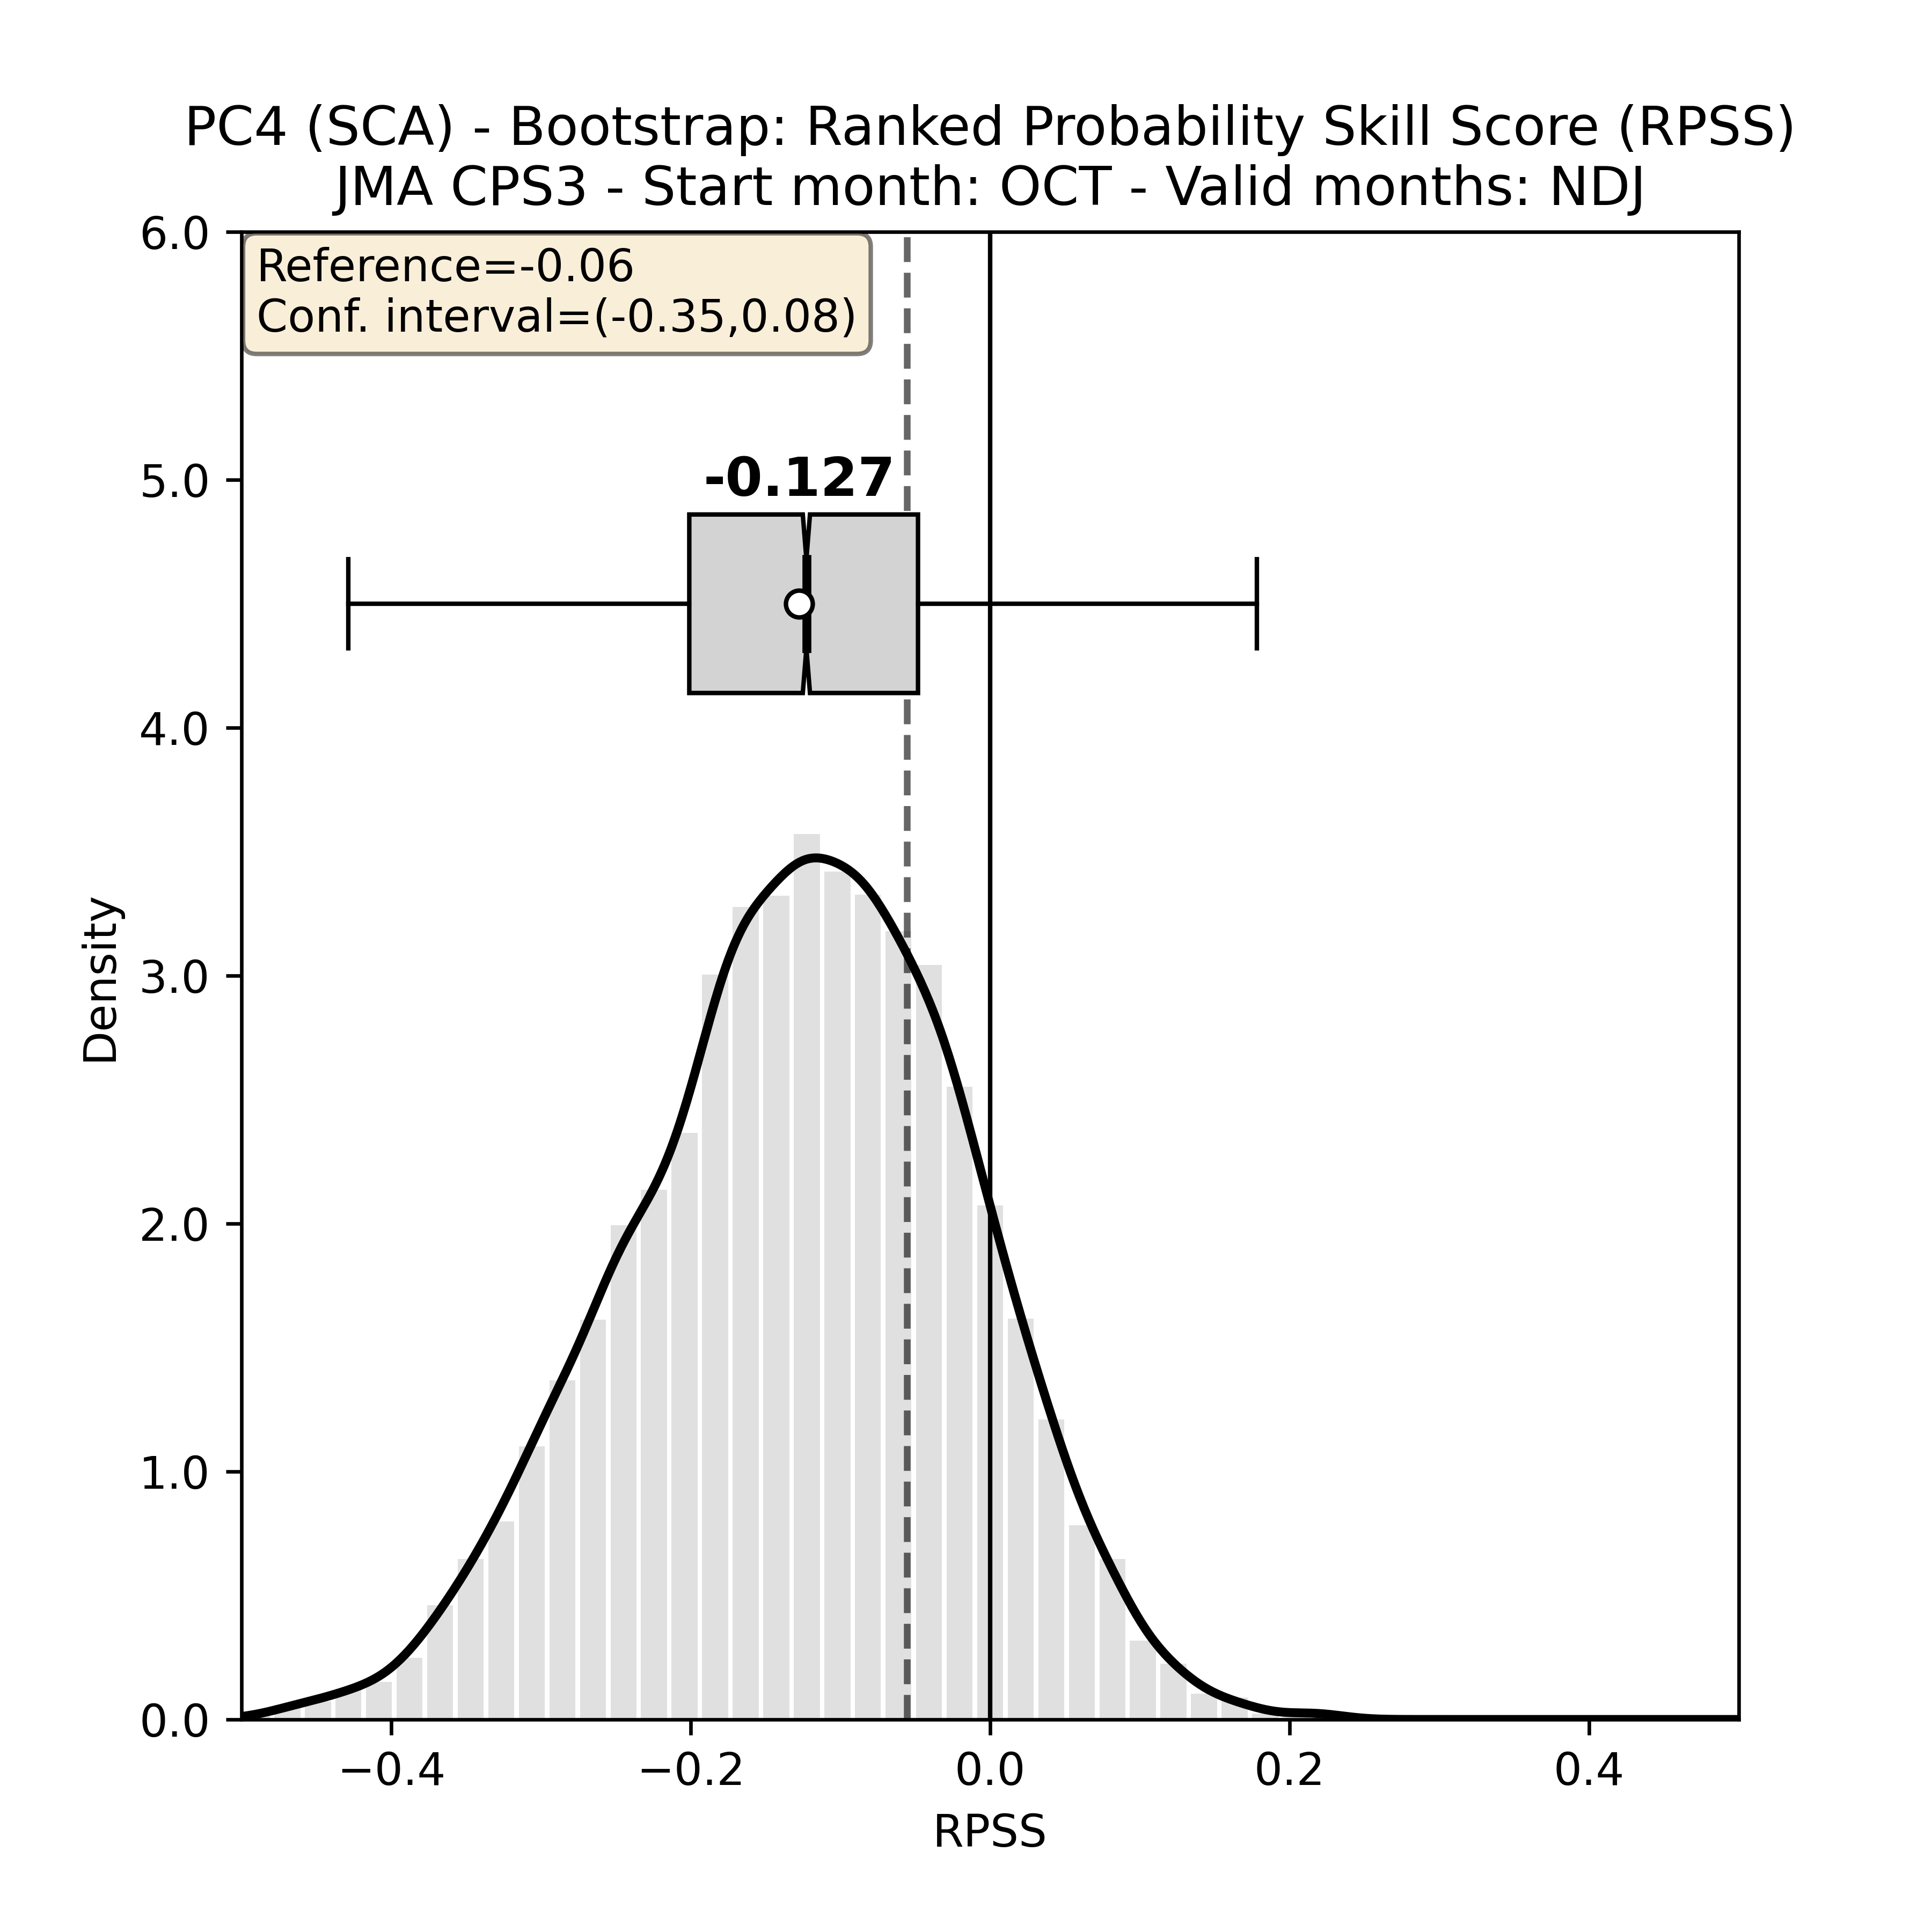 PC4 (SCA) - Bootstrap: Ranked Probability Skill Score (RPSS)
JMA CPS3 - Start month: OCT - Valid months: NDJ
6.0
Reference=-0.06
Conf. interval=(-0.35,0.08)
-0.127
5.0
4.0
Density
3.0
2.0
1.0
0.0
−0.4 −0.2 0.0 0.2 0.4
RPSS